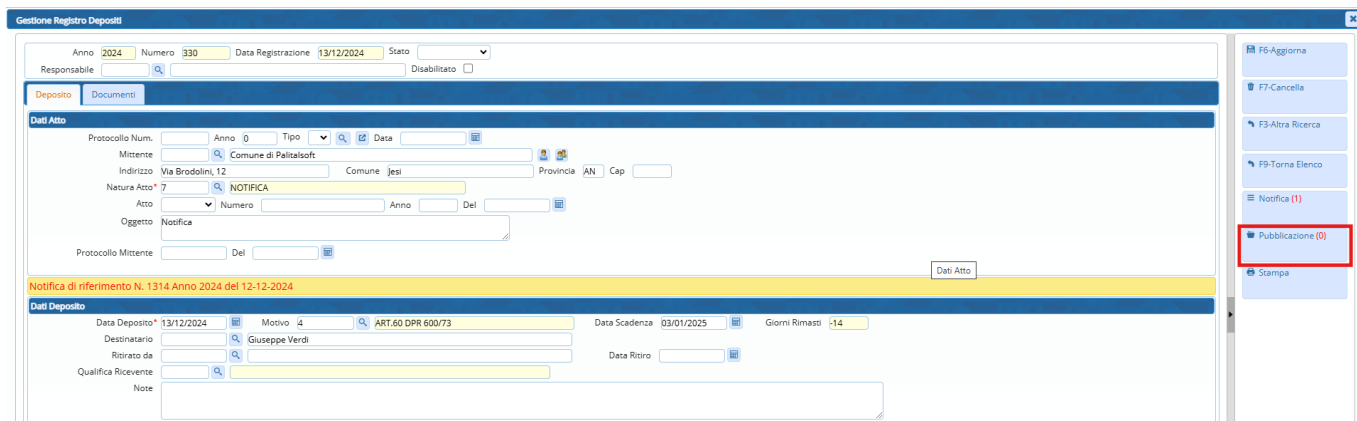 Gestione Registro Depositi
Anno 2024 Numero 330 Data Registrazione 13/12/2024 Stato
Responsabile Disabilitato
Deposito Documenti
Dati Atto
Protocollo Num. Anno 0 Tipo Data
Mittente Comune di Palitalsoft
Indirizzo Via Brodolini, 12 Comune Jesi Provincia AN Cap
Natura Atto* 7 NOTIFICA
Atto Numero Anno Del
Oggetto Notifica
Protocollo Mittente Del
Dati Atto
Notifica di riferimento N. 1314 Anno 2024 del 12-12-2024
Dati Deposito
Data Deposito* 13/12/2024 Motivo 4 ART.60 DPR 600/73 Data Scadenza 03/01/2025 Giorni Rimasti -14
Destinatario Giuseppe Verdi
Ritirato da Data Ritiro
Qualifica Ricevente
Note
F6-Aggiorna
F7-Cancella
F3-Altra Ricerca
F9-Torna Elenco
Notifica (1)
Pubblicazione (0)
Stampa